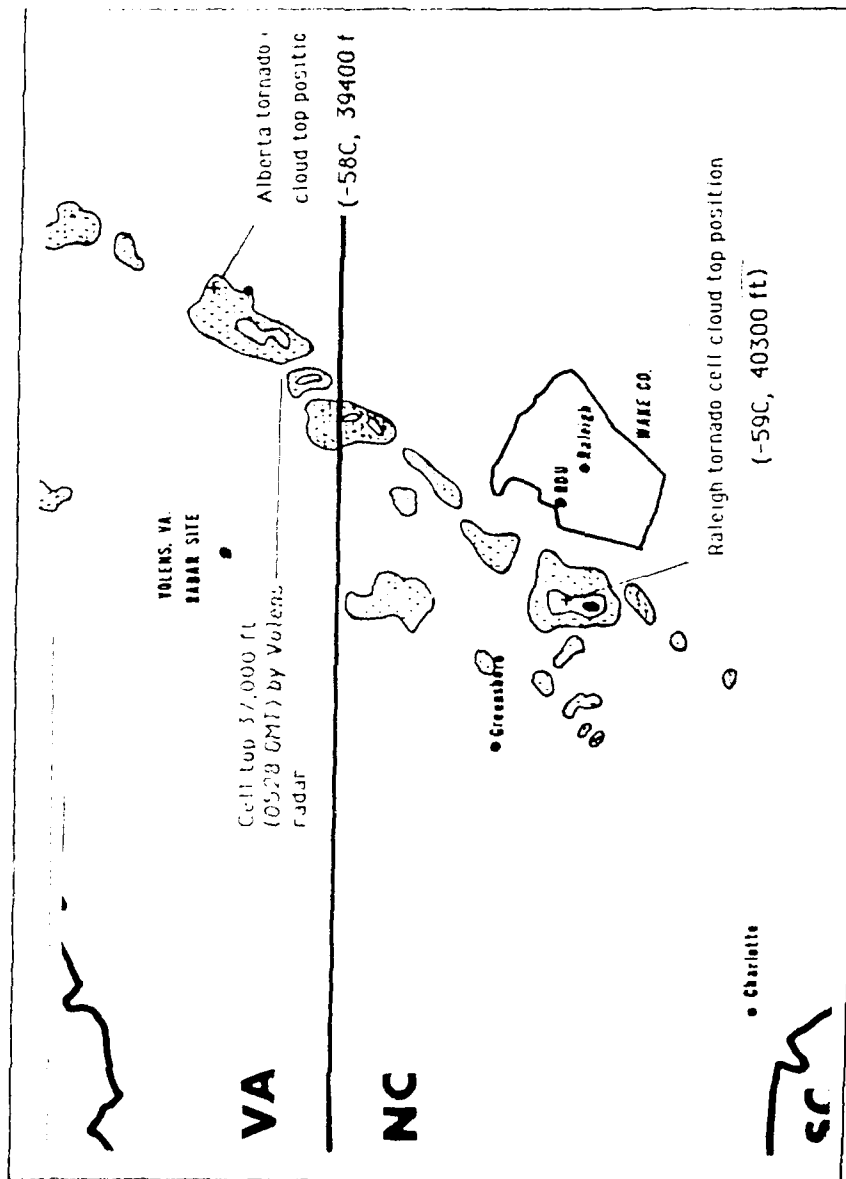 Alberta tornado
cloud top positio
(-58C, 39400 f
VOLENS, VA.
RADAR SITE
Cell top 37,000 ft
(0528 GMT) by Volens
radar
VA
NC
Greensboro
RDU
Raleigh
WAKE CO.
Raleigh tornado cell cloud top position
(-59C, 40300 ft)
Charlotte
SC